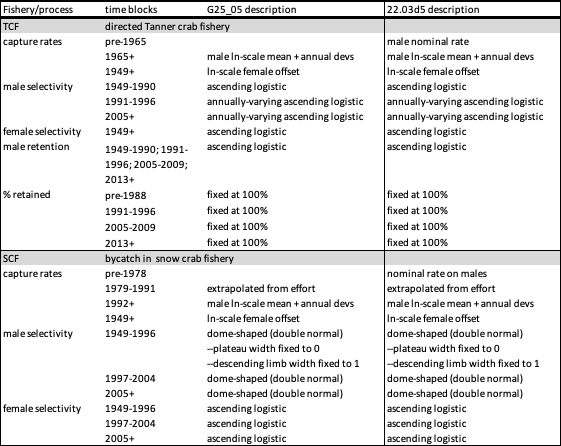 Fishery/process time blocks G25_05 description 22.03d5 description
TCF directed Tanner crab fishery
capture rates pre-1965 male nominal rate
1965+ male ln-scale mean + annual devs male ln-scale mean + annual devs
1949+ ln-scale female offset ln-scale female offset
male selectivity 1949-1990 ascending logistic ascending logistic
1991-1996 annually-varying ascending logistic annually-varying ascending logistic
2005+ annually-varying ascending logistic annually-varying ascending logistic
female selectivity 1949+ ascending logistic ascending logistic
male retention 1949-1990; 1991- ascending logistic ascending logistic
1996; 2005-2009;
2013+
% retained pre-1988 fixed at 100% fixed at 100%
1991-1996 fixed at 100% fixed at 100%
2005-2009 fixed at 100% fixed at 100%
2013+ fixed at 100% fixed at 100%
SCF bycatch in snow crab fishery
capture rates pre-1978 nominal rate on males
1979-1991 extrapolated from effort extrapolated from effort
1992+ male ln-scale mean + annual devs male ln-scale mean + annual devs
1949+ ln-scale female offset ln-scale female offset
male selectivity 1949-1996 dome-shaped (double normal) dome-shaped (double normal)
--plateau width fixed to 0 --plateau width fixed to 0
--descending limb width fixed to 1 --descending limb width fixed to 1
1997-2004 dome-shaped (double normal) dome-shaped (double normal)
2005+ dome-shaped (double normal) dome-shaped (double normal)
female selectivity 1949-1996 ascending logistic ascending logistic
1997-2004 ascending logistic ascending logistic
2005+ ascending logistic ascending logistic